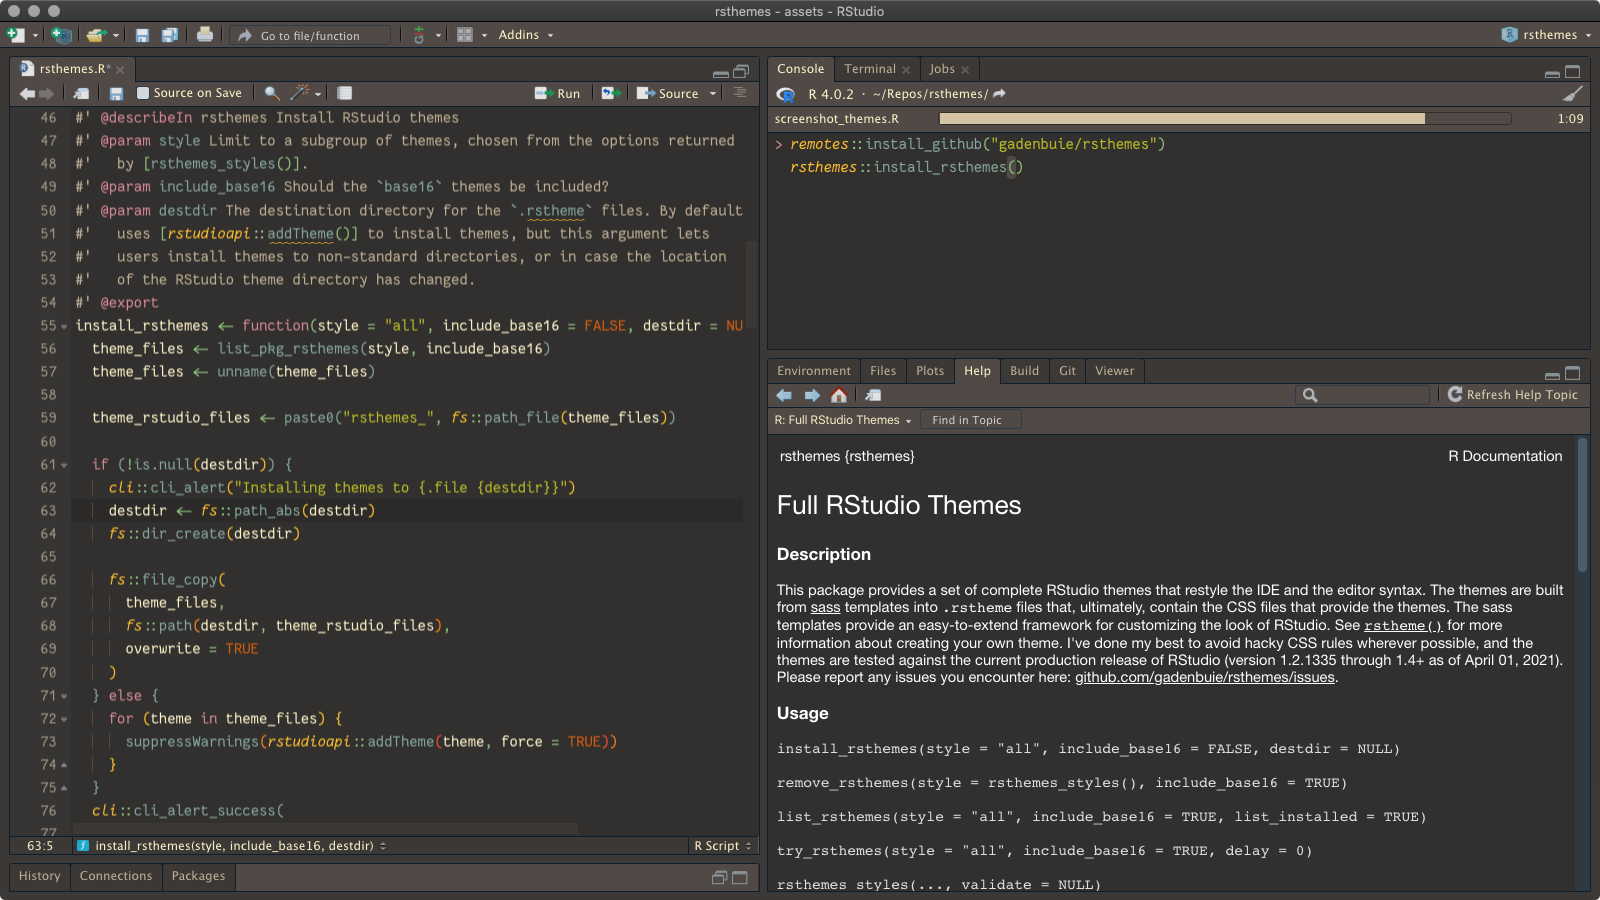 rsthemes - assets - RStudio
Go to file/function
Addins
rsthemes
rsthemes.R*
Source on Save
Run
Source
46 #' @describeIn rsthemes Install RStudio themes
47 #' @param style Limit to a subgroup of themes, chosen from the options returned
48 #'   by [rsthemes_styles()].
49 #' @param include_base16 Should the `base16` themes be included?
50 #' @param destdir The destination directory for the `.rstheme` files. By default
51 #'   uses [rstudioapi::addTheme()] to install themes, but this argument lets
52 #'   users install themes to non-standard directories, or in case the location
53 #'   of the RStudio theme directory has changed.
54 #' @export
55 install_rsthemes <- function(style = "all", include_base16 = FALSE, destdir = NU
56   theme_files <- list_pkg_rsthemes(style, include_base16)
57   theme_files <- unname(theme_files)
58
59   theme_rstudio_files <- paste0("rsthemes_", fs::path_file(theme_files))
60
61   if (!is.null(destdir)) {
62     cli::cli_alert("Installing themes to {.file {destdir}}")
63     destdir <- fs::path_abs(destdir)
64     fs::dir_create(destdir)
65
66     fs::file_copy(
67       theme_files,
68       fs::path(destdir, theme_rstudio_files),
69       overwrite = TRUE
70     )
71   } else {
72     for (theme in theme_files) {
73       suppressWarnings(rstudioapi::addTheme(theme, force = TRUE))
74     }
75   }
76   cli::cli_alert_success(
77
63:5 install_rsthemes(style, include_base16, destdir) R Script
History Connections Packages
Console Terminal Jobs
R 4.0.2 · ~/Repos/rsthemes/
screenshot_themes.R 1:09
> remotes::install_github("gadenbuie/rsthemes")
rsthemes::install_rsthemes()
Environment Files Plots Help Build Git Viewer
Refresh Help Topic
R: Full RStudio Themes Find in Topic
rsthemes {rsthemes} R Documentation
Full RStudio Themes
Description
This package provides a set of complete RStudio themes that restyle the IDE and the editor syntax. The themes are built
from sass templates into .rstheme files that, ultimately, contain the CSS files that provide the themes. The sass
templates provide an easy-to-extend framework for customizing the look of RStudio. See rstheme() for more
information about creating your own theme. I've done my best to avoid hacky CSS rules wherever possible, and the
themes are tested against the current production release of RStudio (version 1.2.1335 through 1.4+ as of April 01, 2021).
Please report any issues you encounter here: github.com/gadenbuie/rsthemes/issues.
Usage
install_rsthemes(style = "all", include_base16 = FALSE, destdir = NULL)
remove_rsthemes(style = rsthemes_styles(), include_base16 = TRUE)
list_rsthemes(style = "all", include_base16 = TRUE, list_installed = TRUE)
try_rsthemes(style = "all", include_base16 = TRUE, delay = 0)
rsthemes_styles(..., validate = NULL)